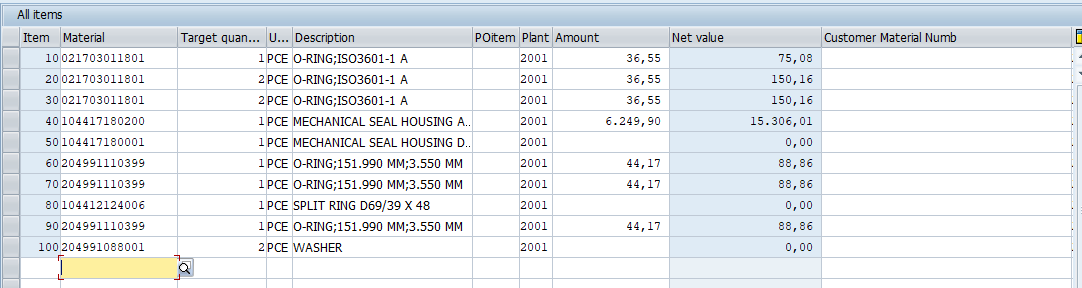 All items
Item Material Target quan... U... Description POitem Plant Amount Net value Customer Material Numb
10 021703011801 1 PCE O-RING;ISO3601-1 A 2001 36,55 75,08
20 021703011801 2 PCE O-RING;ISO3601-1 A 2001 36,55 150,16
30 021703011801 2 PCE O-RING;ISO3601-1 A 2001 36,55 150,16
40 104417180200 1 PCE MECHANICAL SEAL HOUSING A.. 2001 6.249,90 15.306,01
50 104417180001 1 PCE MECHANICAL SEAL HOUSING D.. 2001 0,00
60 204991110399 1 PCE O-RING;151.990 MM;3.550 MM 2001 44,17 88,86
70 204991110399 1 PCE O-RING;151.990 MM;3.550 MM 2001 44,17 88,86
80 104412124006 1 PCE SPLIT RING D69/39 X 48 2001 0,00
90 204991110399 1 PCE O-RING;151.990 MM;3.550 MM 2001 44,17 88,86
100 204991088001 2 PCE WASHER 2001 0,00